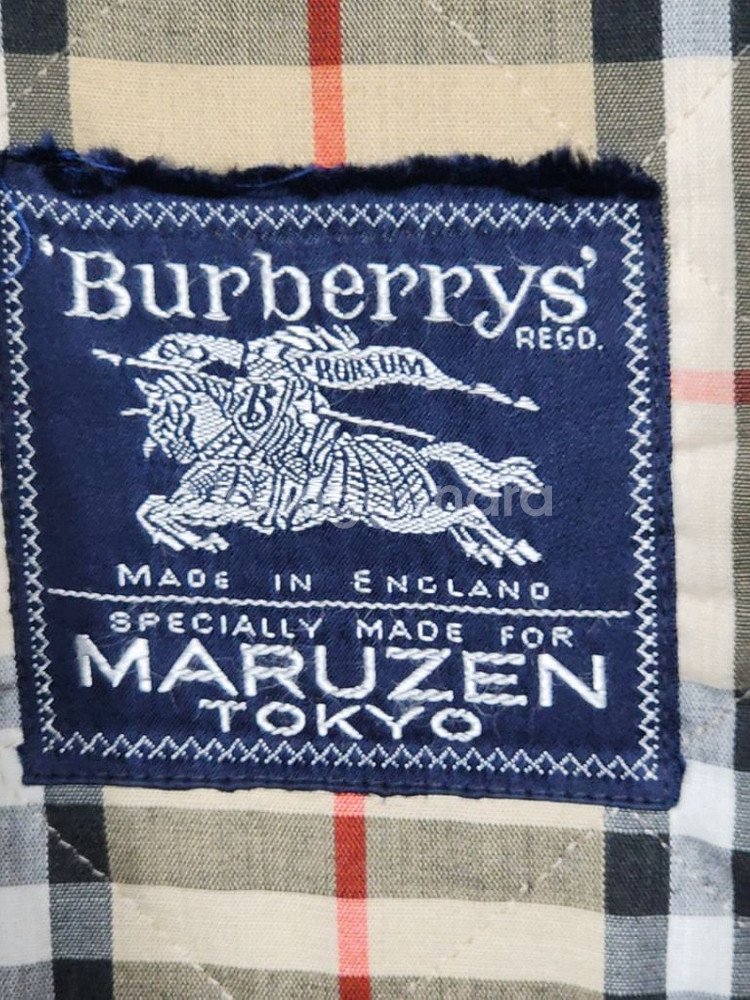 'Burberrys'
REGD.
PRORSUM
B
MADE IN ENGLAND
SPECIALLY MADE FOR
MARUZEN
TOKYO